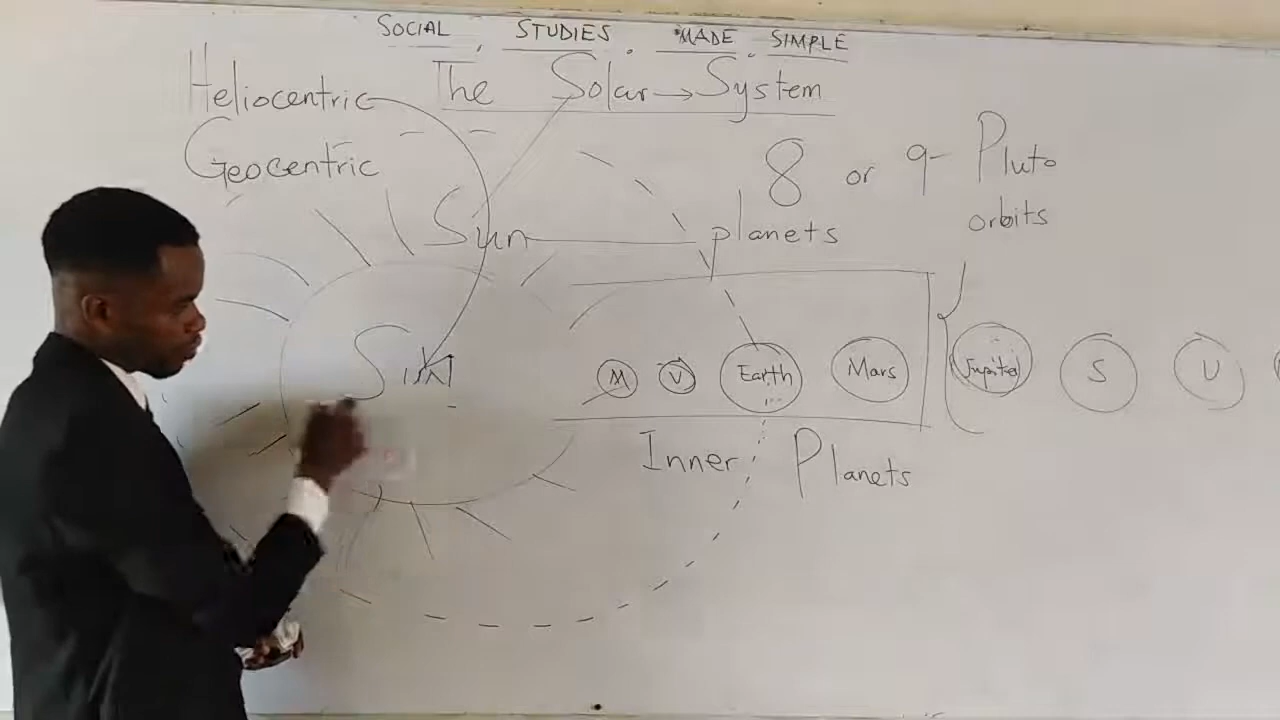 SOCIAL STUDIES MADE SIMPLE
The Solar → System
Heliocentric
Geocentric
8 or 9 - Pluto
orbits
Sun planets
Sun
M V Earth Mars Jupiter S U
Inner Planets